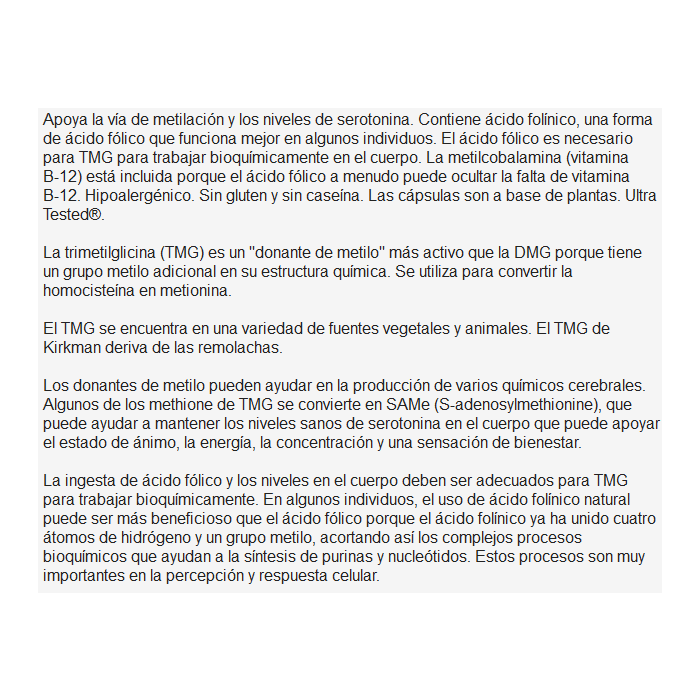 Apoya la vía de metilación y los niveles de serotonina. Contiene ácido folínico, una forma
de ácido fólico que funciona mejor en algunos individuos. El ácido fólico es necesario
para TMG para trabajar bioquímicamente en el cuerpo. La metilcobalamina (vitamina
B-12) está incluida porque el ácido fólico a menudo puede ocultar la falta de vitamina
B-12. Hipoalergénico. Sin gluten y sin caseína. Las cápsulas son a base de plantas. Ultra
Tested®.
La trimetilglicina (TMG) es un "donante de metilo" más activo que la DMG porque tiene
un grupo metilo adicional en su estructura química. Se utiliza para convertir la
homocisteína en metionina.
El TMG se encuentra en una variedad de fuentes vegetales y animales. El TMG de
Kirkman deriva de las remolachas.
Los donantes de metilo pueden ayudar en la producción de varios químicos cerebrales.
Algunos de los methione de TMG se convierte en SAMe (S-adenosylmethionine), que
puede ayudar a mantener los niveles sanos de serotonina en el cuerpo que puede apoyar
el estado de ánimo, la energía, la concentración y una sensación de bienestar.
La ingesta de ácido fólico y los niveles en el cuerpo deben ser adecuados para TMG
para trabajar bioquímicamente. En algunos individuos, el uso de ácido folínico natural
puede ser más beneficioso que el ácido fólico porque el ácido folínico ya ha unido cuatro
átomos de hidrógeno y un grupo metilo, acortando así los complejos procesos
bioquímicos que ayudan a la síntesis de purinas y nucleótidos. Estos procesos son muy
importantes en la percepción y respuesta celular.